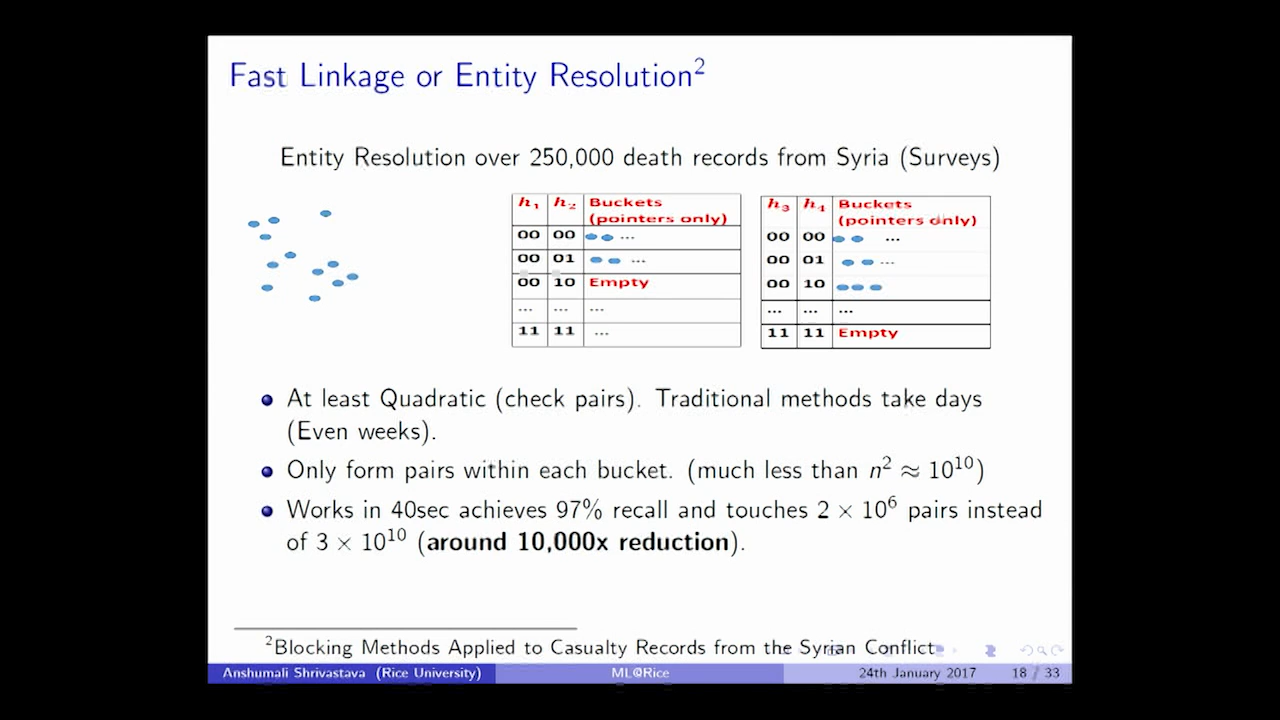 Fast Linkage or Entity Resolution²
Entity Resolution over 250,000 death records from Syria (Surveys)
h₁ h₂ Buckets (pointers only)
00 00 ...
00 01 ...
00 10 Empty
... ... ...
11 11 ...
h₃ h₄ Buckets (pointers only)
00 00 ...
00 01 ...
00 10
... ... ...
11 11 Empty
At least Quadratic (check pairs). Traditional methods take days
(Even weeks).
Only form pairs within each bucket. (much less than n² ≈ 10¹⁰)
Works in 40sec achieves 97% recall and touches 2 × 10⁶ pairs instead
of 3 × 10¹⁰ (around 10,000x reduction).
²Blocking Methods Applied to Casualty Records from the Syrian Conflict
Anshumali Shrivastava (Rice University) ML@Rice 24th January 2017 18 / 33